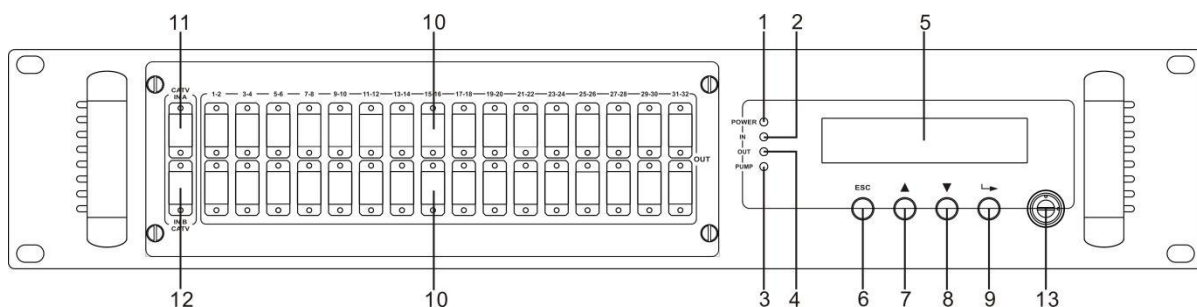 11 10 1 2 5
CATV
IN A
1-2 3-4 5-6 7-8 9-10 11-12 13-14 15-16 17-18 19-20 21-22 23-24 25-26 27-28 29-30 31-32
POWER
IN
OUT
OUT
PUMP
ESC ▲ ▼
IN B
CATV
12 10 3 4 6 7 8 9 13